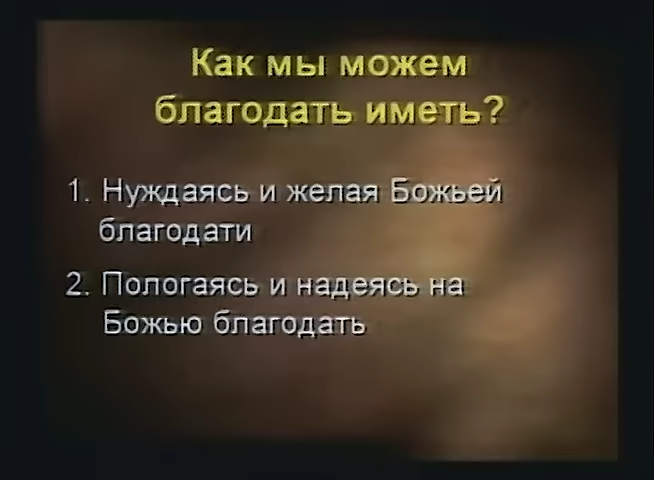 Как мы можем
благодать иметь?
1. Нуждаясь и желая Божьей
благодати
2. Пологаясь и надеясь на
Божью благодать